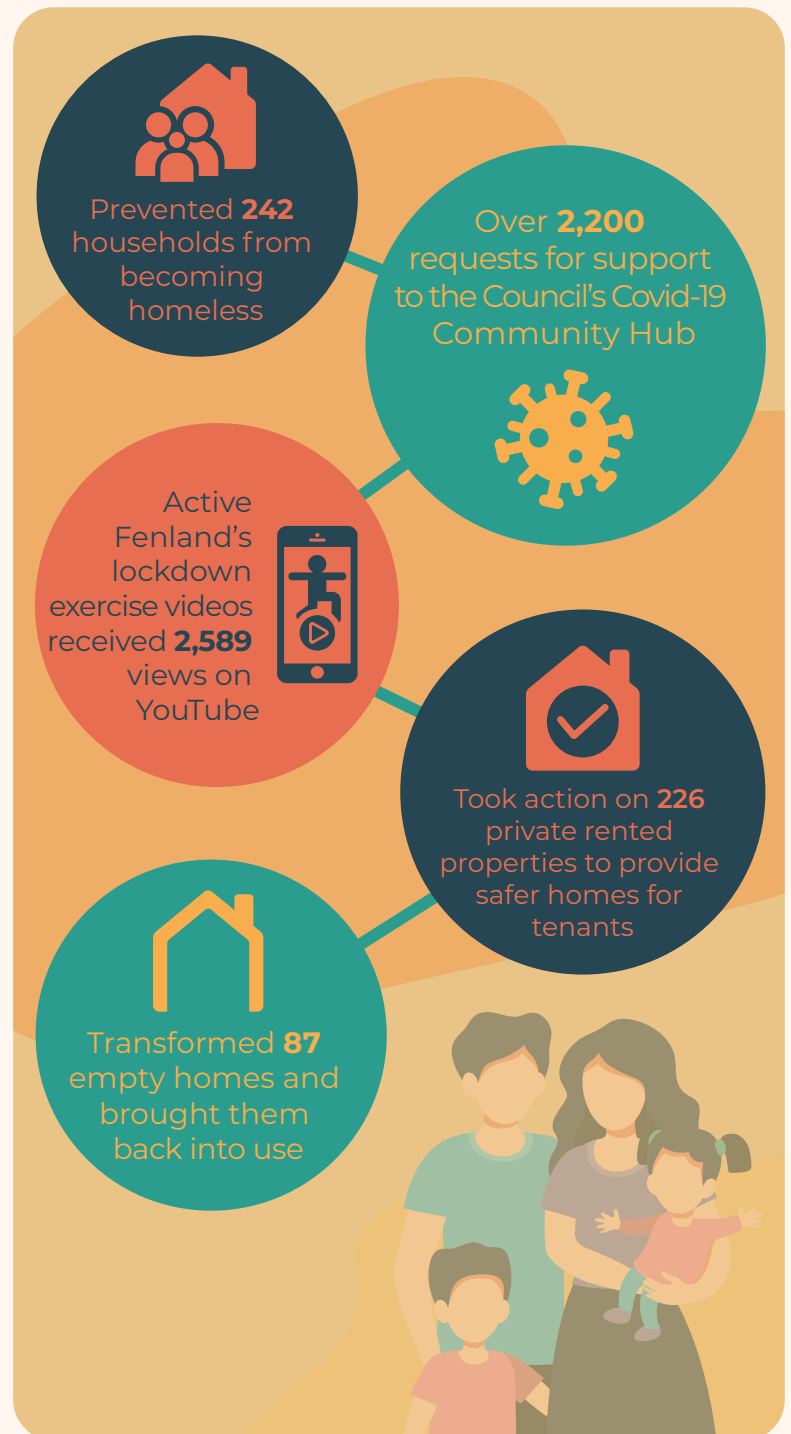 Prevented 242
households from
becoming
homeless
Over 2,200
requests for support
to the Council's Covid-19
Community Hub
Active
Fenland's
lockdown
exercise videos
received 2,589
views on
YouTube
Took action on 226
private rented
properties to provide
safer homes for
tenants
Transformed 87
empty homes and
brought them
back into use